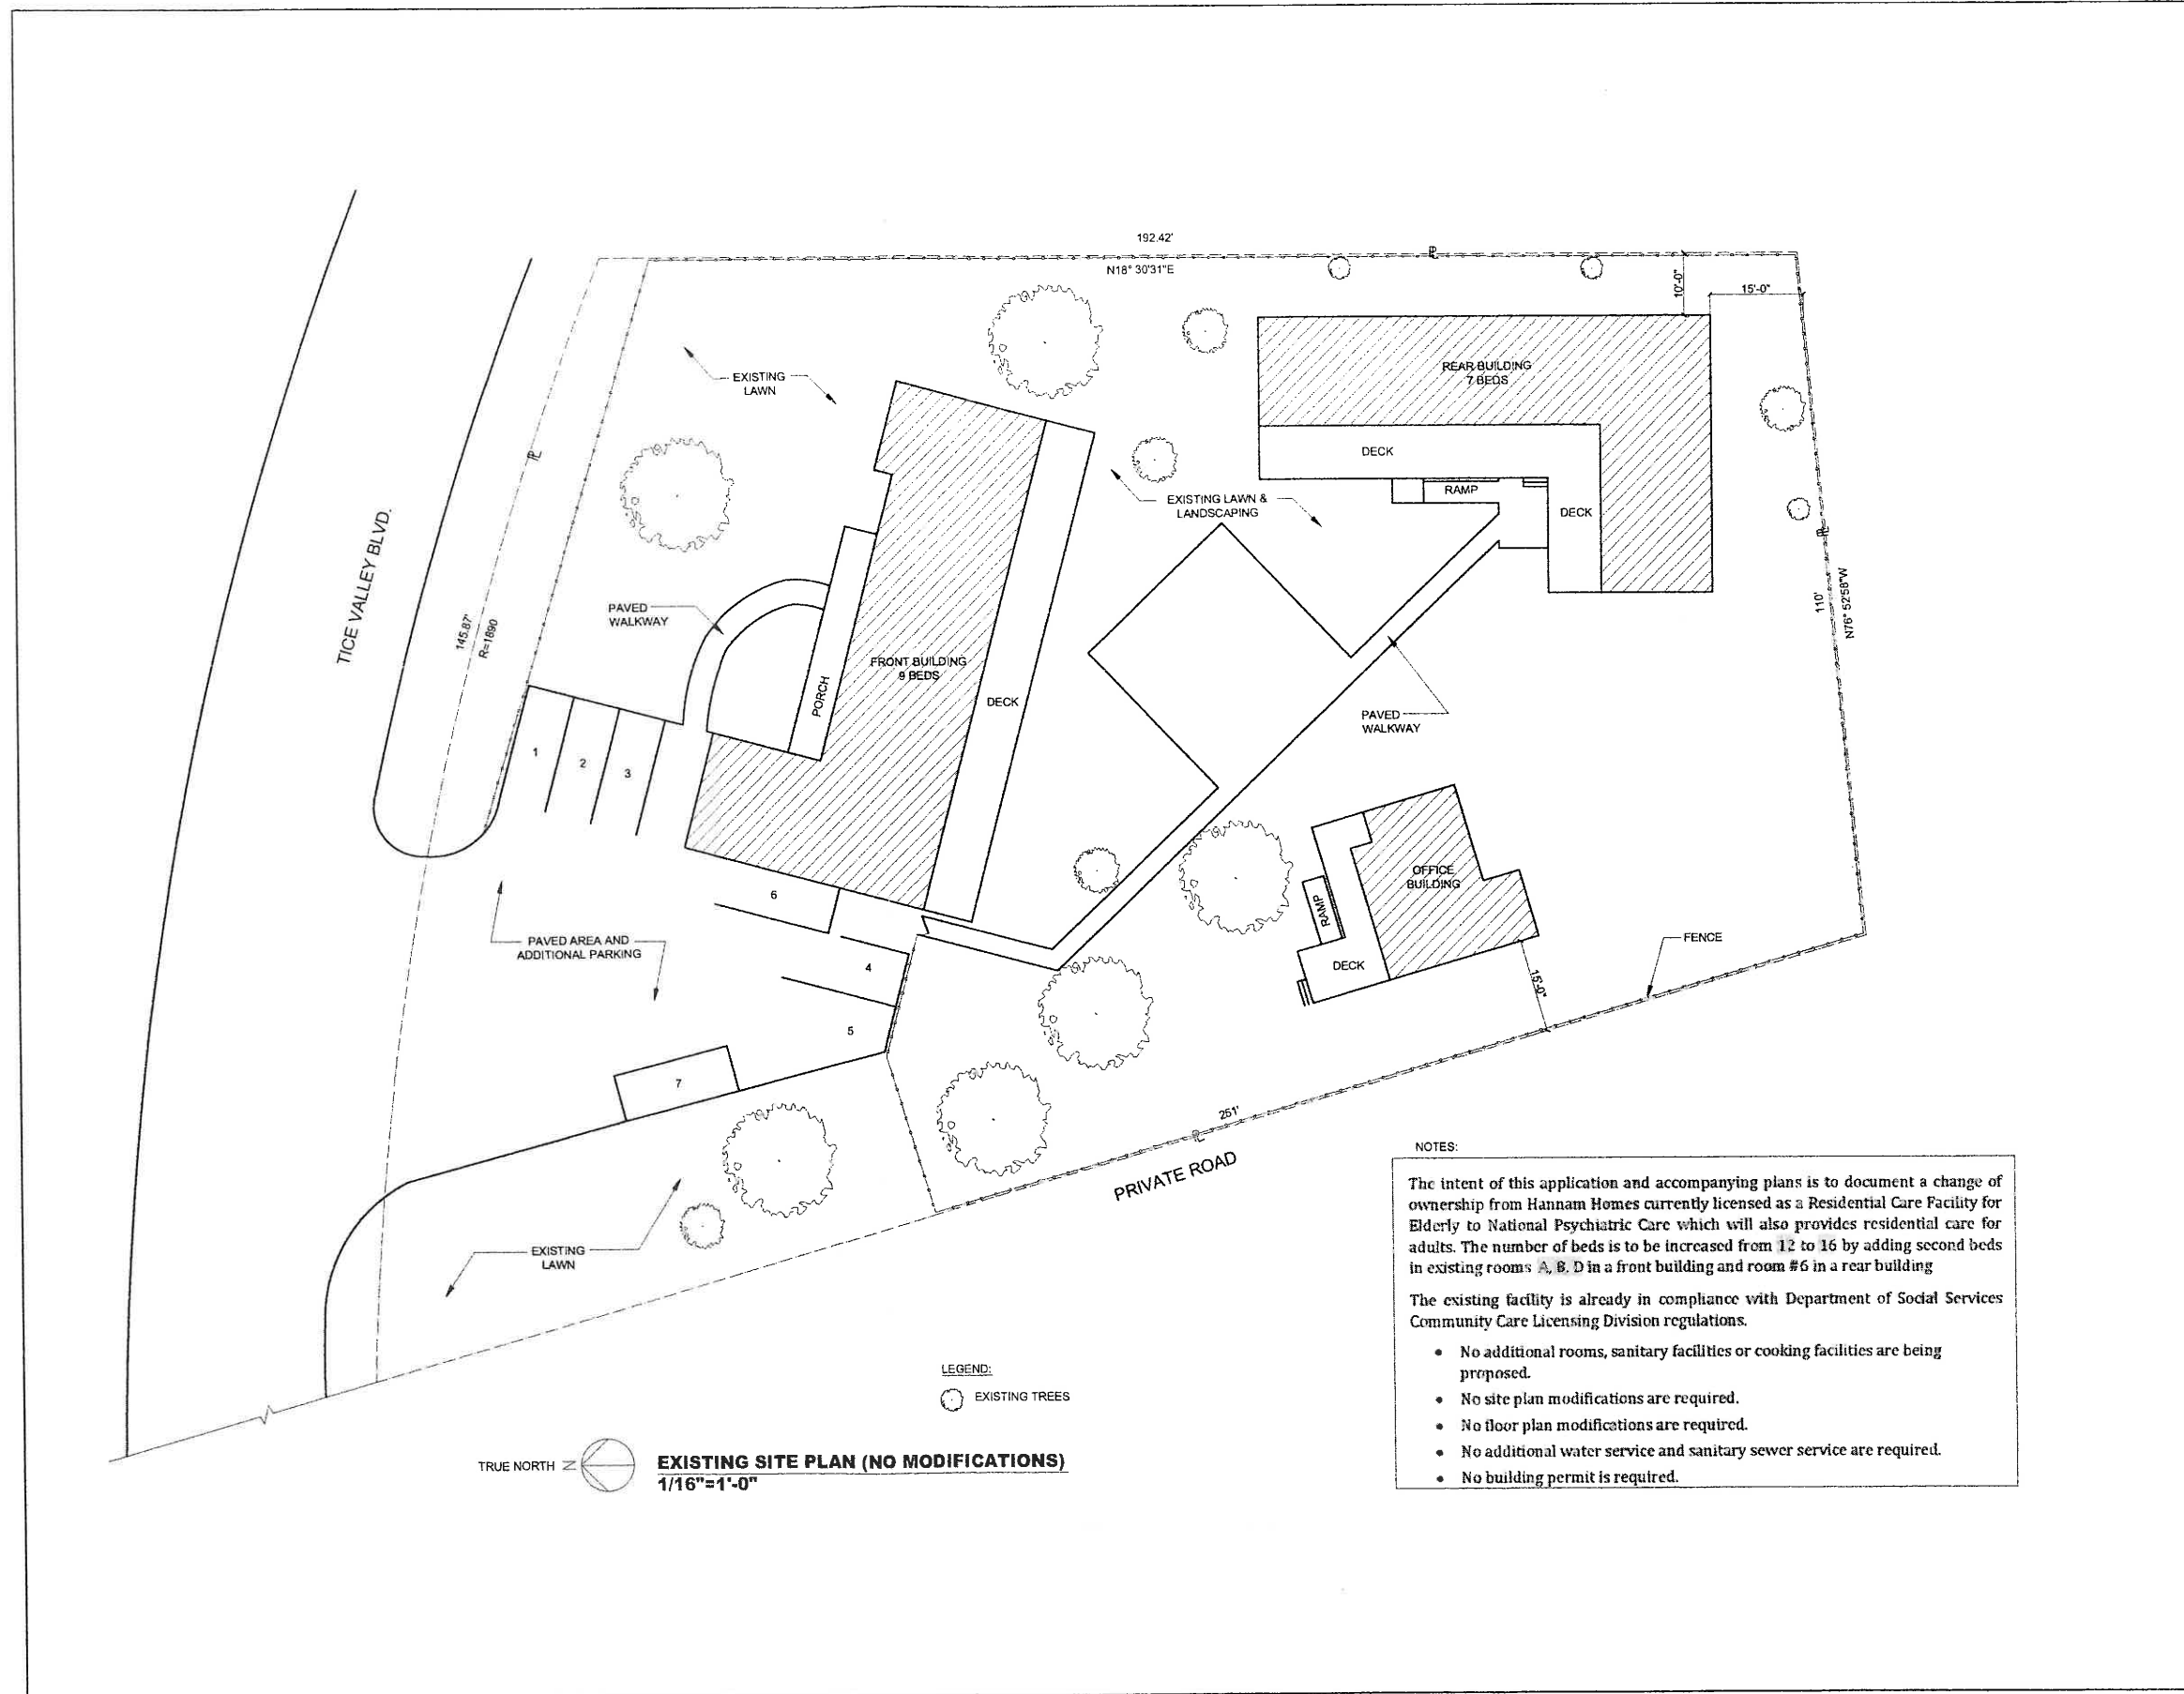 192.42'
N18° 30'31"E
10'-0"
15'-0"
REAR BUILDING
7 BEDS
EXISTING
LAWN
DECK
RAMP
DECK
EXISTING LAWN &
LANDSCAPING
TICE VALLEY BLVD.
145.87'
R=1890
PAVED
WALKWAY
FRONT BUILDING
9 BEDS
PORCH
DECK
110'
N76° 52'58"W
PAVED
WALKWAY
1
2
3
6
OFFICE
BUILDING
RAMP
DECK
FENCE
15'-0"
PAVED AREA AND
ADDITIONAL PARKING
4
5
7
251'
PRIVATE ROAD
EXISTING
LAWN
NOTES:
The intent of this application and accompanying plans is to document a change of
ownership from Hannam Homes currently licensed as a Residential Care Facility for
Elderly to National Psychiatric Care which will also provides residential care for
adults. The number of beds is to be increased from 12 to 16 by adding second beds
in existing rooms A, B, D in a front building and room #6 in a rear building
The existing facility is already in compliance with Department of Social Services
Community Care Licensing Division regulations.
• No additional rooms, sanitary facilities or cooking facilities are being
proposed.
• No site plan modifications are required.
• No floor plan modifications are required.
• No additional water service and sanitary sewer service are required.
• No building permit is required.
LEGEND:
EXISTING TREES
TRUE NORTH N
EXISTING SITE PLAN (NO MODIFICATIONS)
1/16"=1'-0"